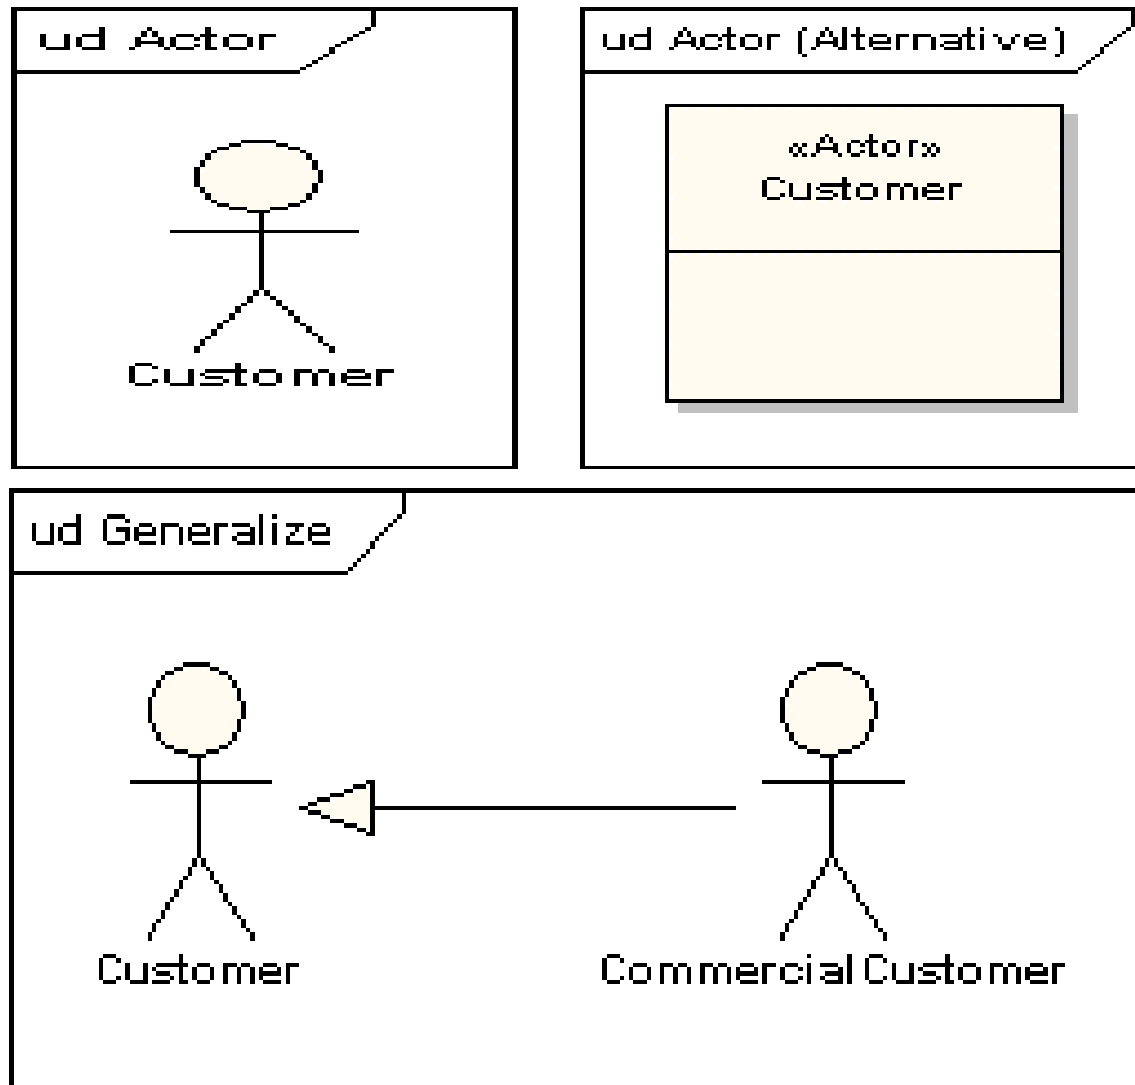 ud Actor
ud Actor (Alternative)
«Actor»
Customer
Customer
ud Generalize
Customer
Commercial Customer